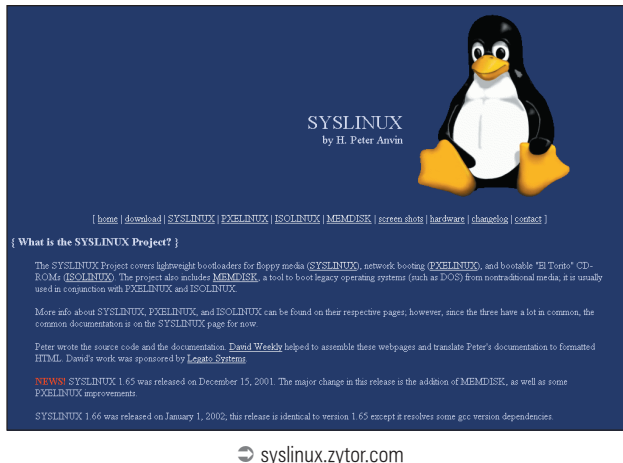 SYSLINUX
by H. Peter Anvin
[ home | download | SYSLINUX | PXELINUX | ISOLINUX | MEMDISK | screen shots | hardware | changelog | contact ]
{ What is the SYSLINUX Project? }
The SYSLINUX Project covers lightweight bootloaders for floppy media (SYSLINUX), network booting (PXELINUX), and bootable "El Torito" CD-
ROMs (ISOLINUX). The project also includes MEMDISK, a tool to boot legacy operating systems (such as DOS) from nontraditional media; it is usually
used in conjunction with PXELINUX and ISOLINUX.
More info about SYSLINUX, PXELINUX, and ISOLINUX can be found on their respective pages; however, since the three have a lot in common, the
common documentation is on the SYSLINUX page for now.
Peter wrote the source code and the documentation. David Weekly helped to assemble these webpages and translate Peter's documentation to formatted
HTML. David's work was sponsored by Legato Systems.
NEWS! SYSLINUX 1.65 was released on December 15, 2001. The major change in this release is the addition of MEMDISK, as well as some
PXELINUX improvements.
SYSLINUX 1.66 was released on January 1, 2002; this release is identical to version 1.65 except it resolves some gcc version dependencies.
syslinux.zytor.com